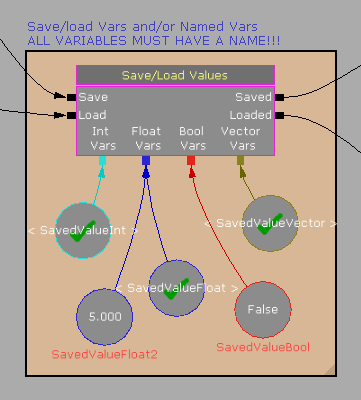 Save/load Vars and/or Named Vars
ALL VARIABLES MUST HAVE A NAME!!!
Save/Load Values
Save Saved
Load Loaded
Int Float Bool Vector
Vars Vars Vars Vars
< SavedValueInt > < SavedValueVector >
< SavedValueFloat >
5.000 False
SavedValueFloat2 SavedValueBool